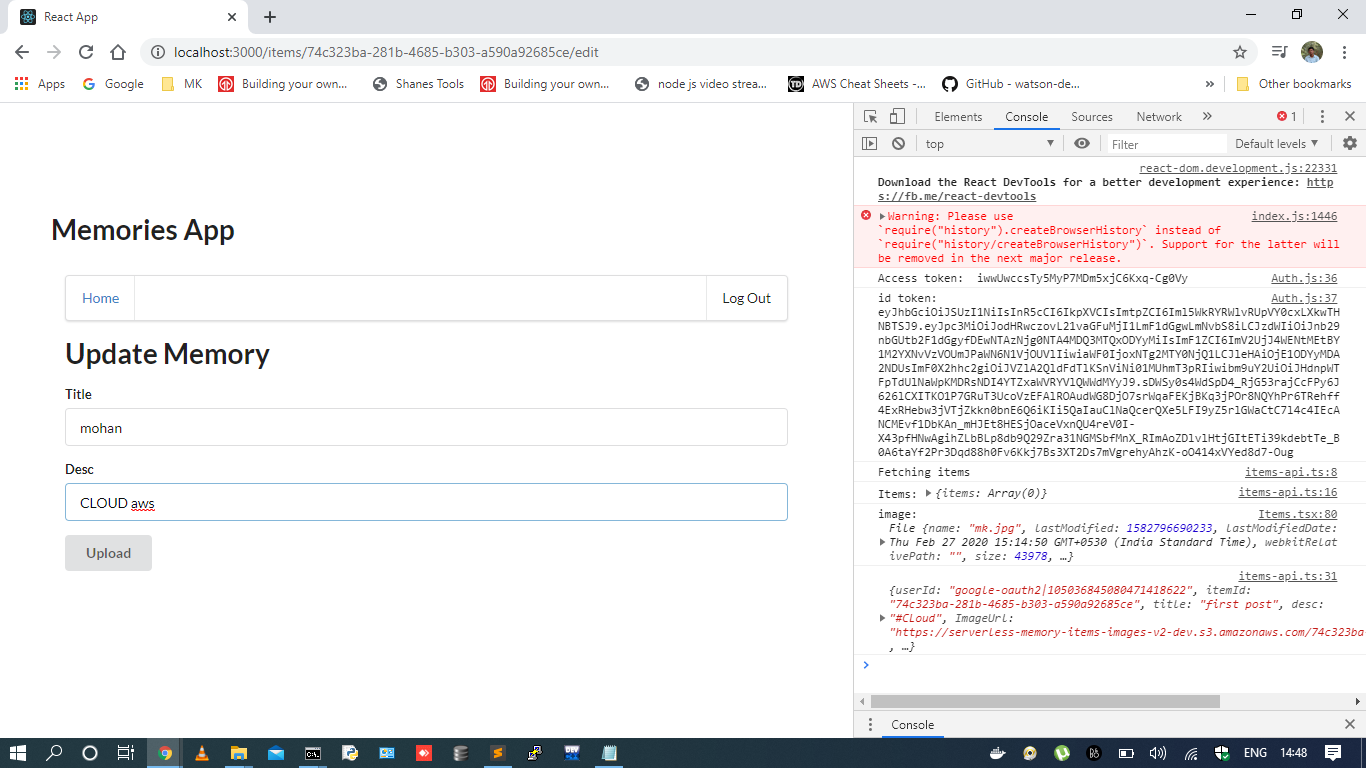 React App
localhost:3000/items/74c323ba-281b-4685-b303-a590a92685ce/edit
Apps Google MK Building your own... Shanes Tools Building your own... node js video strea... AWS Cheat Sheets -... GitHub - watson-de... » Other bookmarks
Memories App
Home Log Out
Update Memory
Title
mohan
Desc
CLOUD aws
Upload
Elements Console Sources Network » 1
top Filter Default levels
react-dom.development.js:22331
Download the React DevTools for a better development experience: http
s://fb.me/react-devtools
Warning: Please use index.js:1446
`require("history").createBrowserHistory` instead of
`require("history/createBrowserHistory")`. Support for the latter will
be removed in the next major release.
Access token: iwwUwccsTy5MyP7MDm5xjC6Kxq-Cg0Vy Auth.js:36
id token: Auth.js:37
Fetching items items-api.ts:8
Items: {items: Array(0)} items-api.ts:16
image: Items.tsx:80
File {name: "mk.jpg", lastModified: 1582796690233, lastModifiedDate:
Thu Feb 27 2020 15:14:50 GMT+0530 (India Standard Time), webkitRelat
ivePath: "", size: 43978, …}
items-api.ts:31
{userId: "google-oauth2|105036845080471418622", itemId:
"74c323ba-281b-4685-b303-a590a92685ce", title: "first post", desc:
"#CLoud", ImageUrl:
"https://serverless-memory-items-images-v2-dev.s3.amazonaws.com/74c323ba
, …}
Console
ENG 14:48